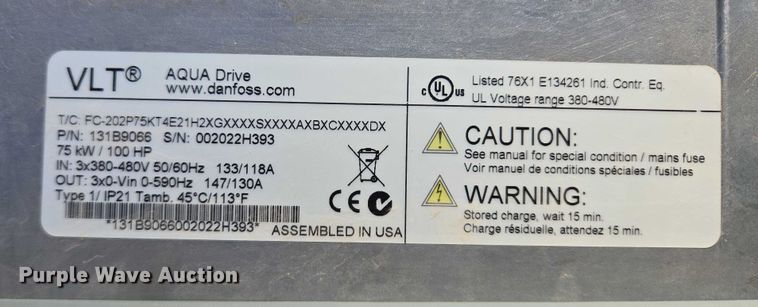 VLT® AQUA Drive
www.danfoss.com
T/C: FC-202P75KT4E21H2XGXXXXSXXXXAXBXCXXXXDX
P/N: 131B9066 S/N: 002022H393
75 kW / 100 HP
IN: 3x380-480V 50/60Hz 133/118A
OUT: 3x0-Vin 0-590Hz 147/130A
Type 1/ IP21 Tamb. 45°C/113°F
*131B9066002022H393* ASSEMBLED IN USA
c UL us Listed 76X1 E134261 Ind. Contr. Eq.
UL Voltage range 380-480V
CAUTION:
See manual for special condition / mains fuse
Voir manuel de conditions spéciales / fusibles
WARNING:
Stored charge, wait 15 min.
Charge résiduelle, attendez 15 min.
Purple Wave Auction